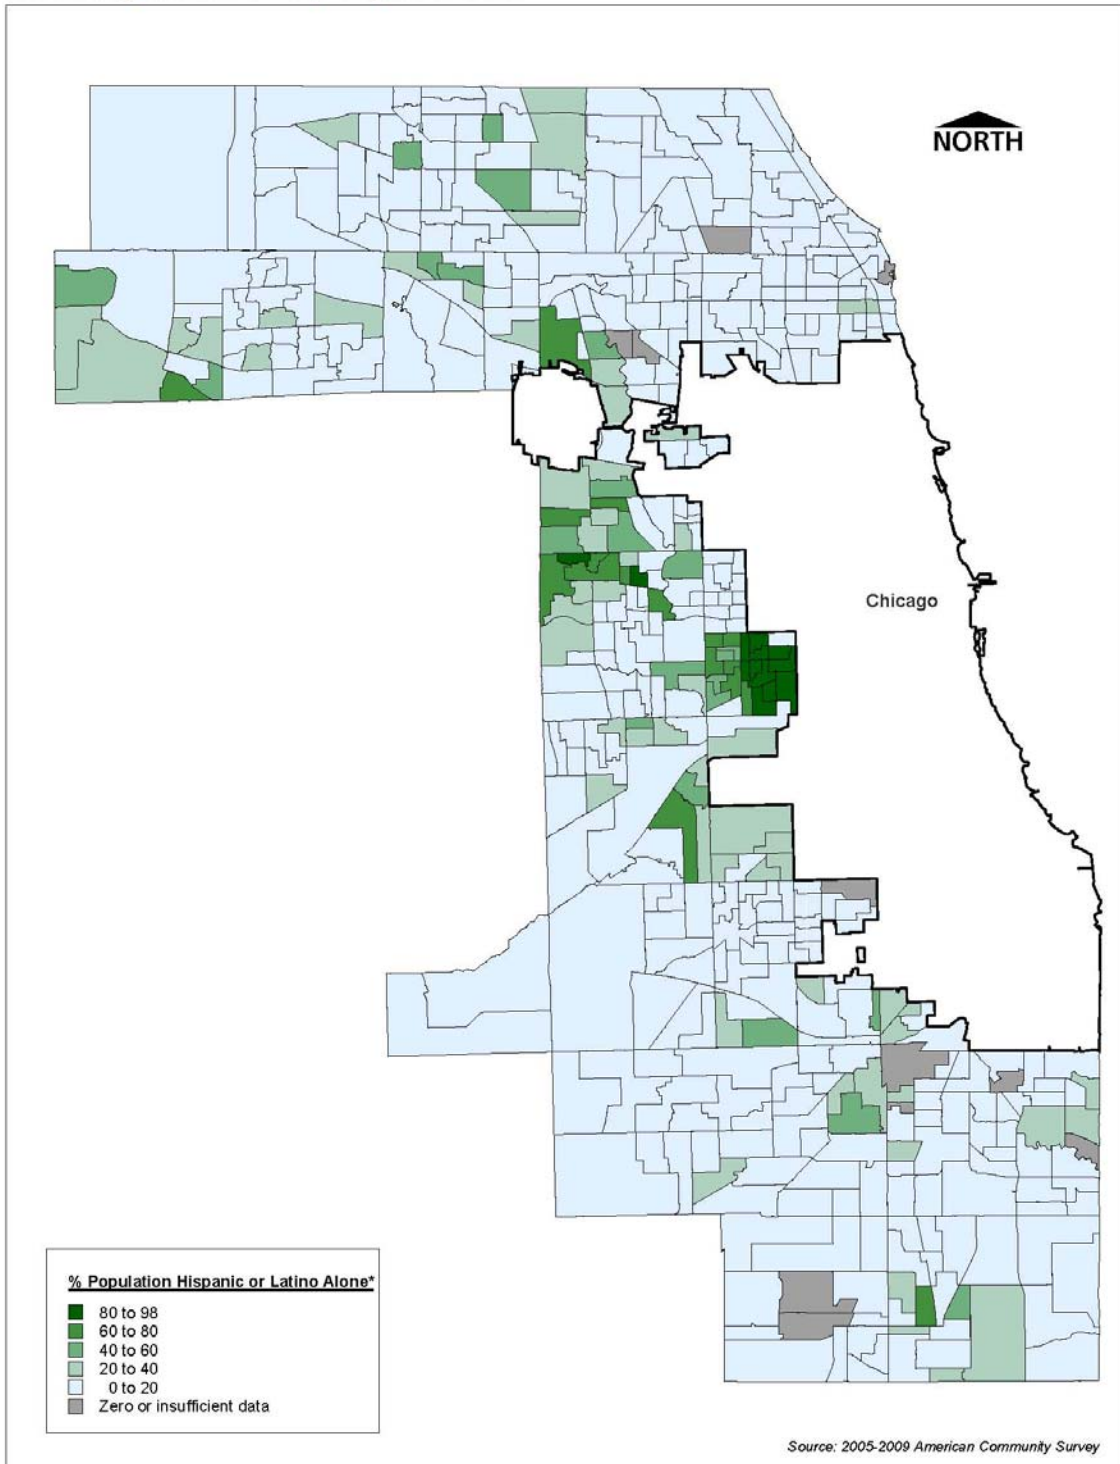 NORTH
Chicago
% Population Hispanic or Latino Alone*
80 to 98
60 to 80
40 to 60
20 to 40
0 to 20
Zero or insufficient data
Source: 2005-2009 American Community Survey